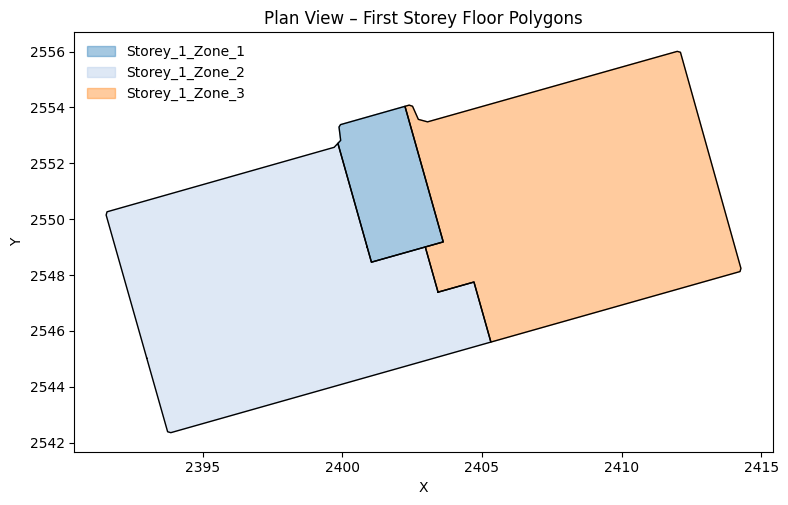 Plan View – First Storey Floor Polygons
Storey_1_Zone_1
Storey_1_Zone_2
Storey_1_Zone_3
2556
2554
2552
2550
2548
2546
2544
2542
Y
2395 2400 2405 2410 2415
X